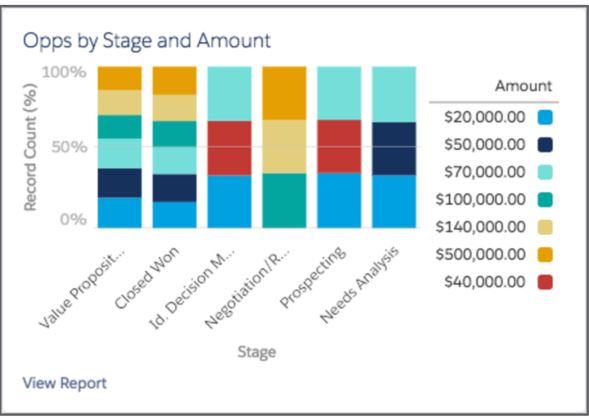 Opps by Stage and Amount
Record Count (%)
100%
50%
0%
Value Proposit...
Closed Won
Id. Decision M...
Negotiation/R...
Prospecting
Needs Analysis
Stage
Amount
$20,000.00
$50,000.00
$70,000.00
$100,000.00
$140,000.00
$500,000.00
$40,000.00
View Report